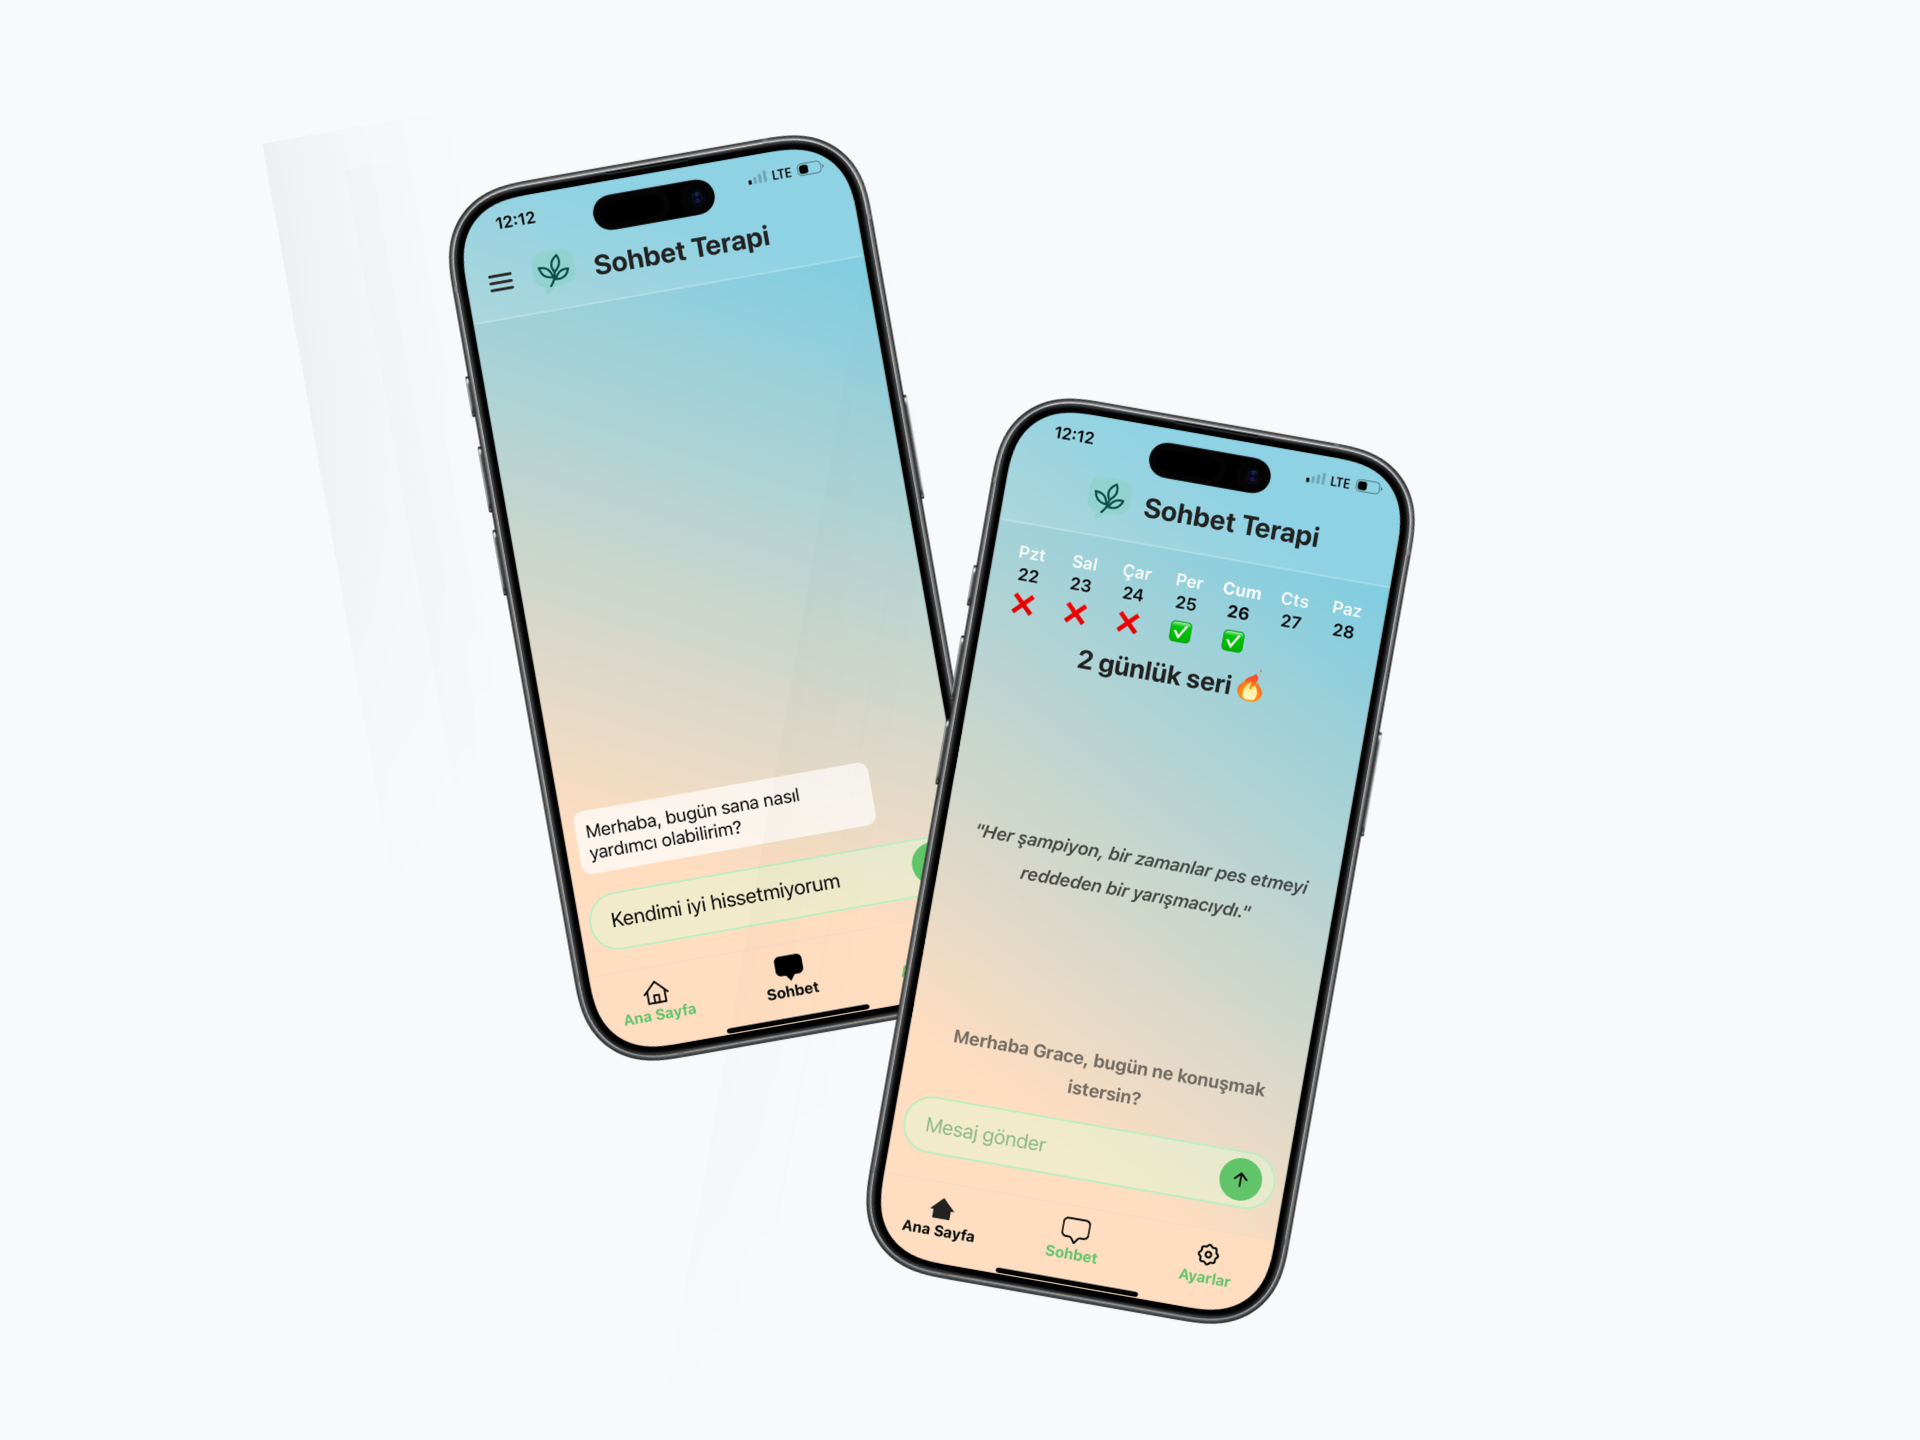 12:12
LTE
Sohbet Terapi
Merhaba, bugün sana nasıl
yardımcı olabilirim?
Kendimi iyi hissetmiyorum
Ana Sayfa
Sohbet
12:12
LTE
Sohbet Terapi
Pzt Sal Çar Per Cum Cts Paz
22 23 24 25 26 27 28
❌ ❌ ❌ ✅ ✅
2 günlük seri🔥
"Her şampiyon, bir zamanlar pes etmeyi
reddeden bir yarışmacıydı."
Merhaba Grace, bugün ne konuşmak
istersin?
Mesaj gönder
Ana Sayfa
Sohbet
Ayarlar